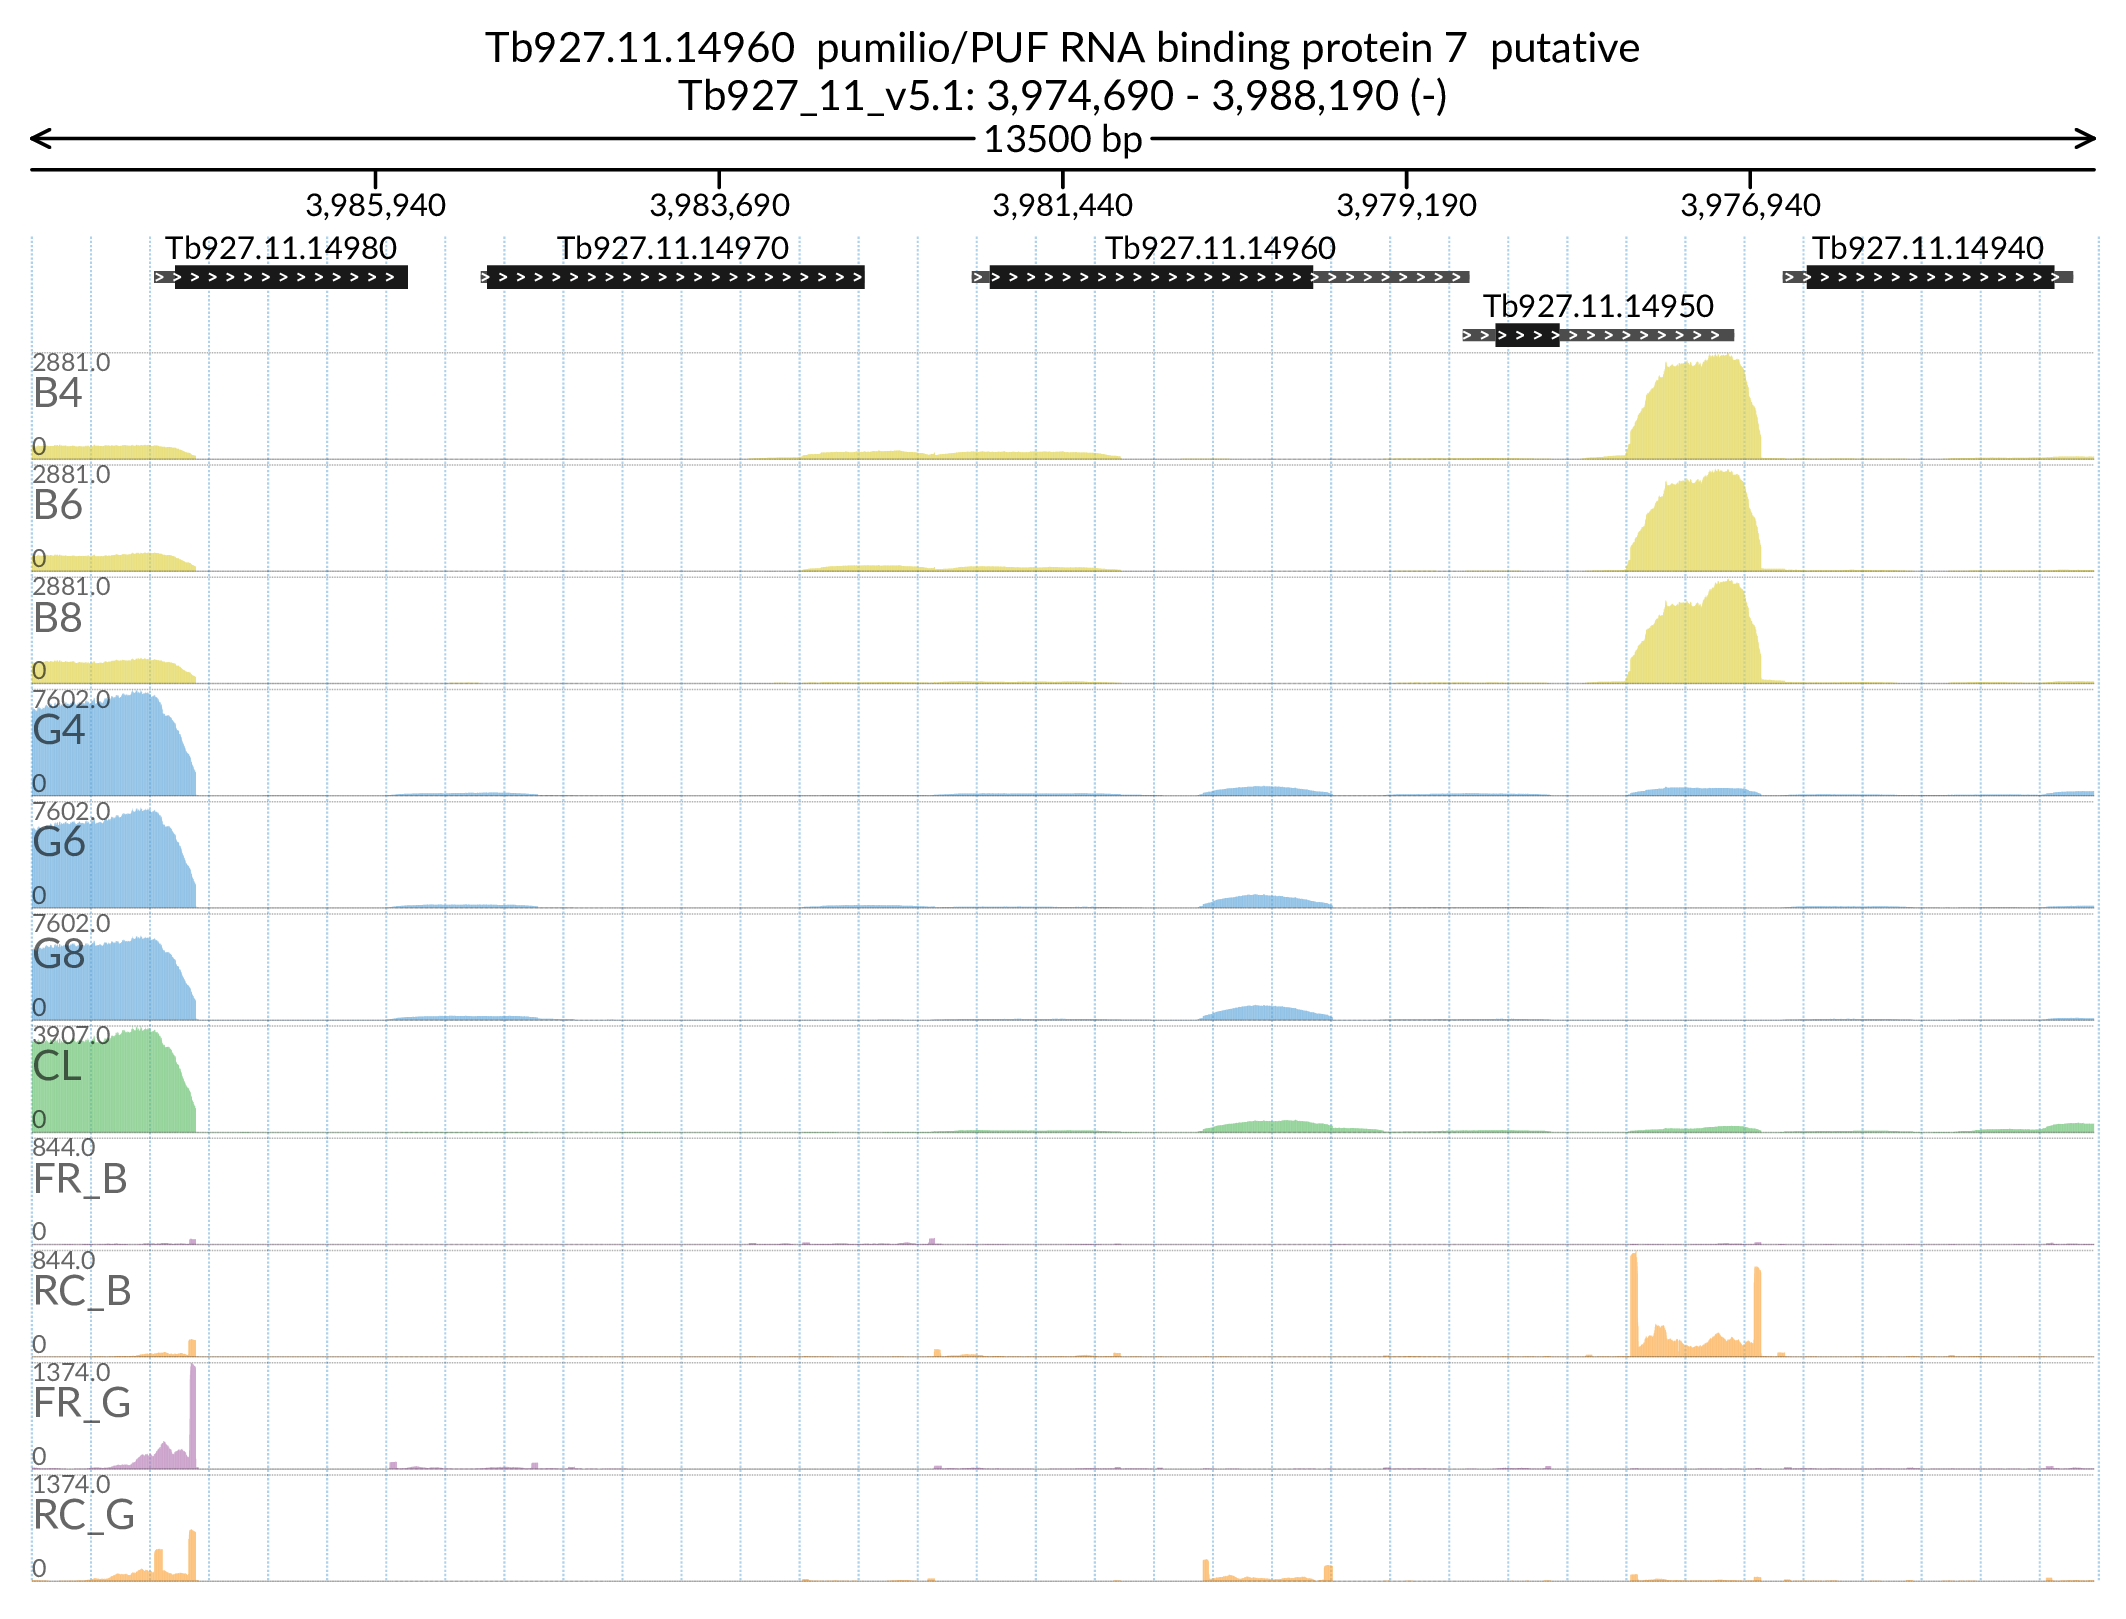 Tb927.11.14960  pumilio/PUF RNA binding protein 7  putative
Tb927_11_v5.1: 3,974,690 - 3,988,190 (-)
13500 bp
3,985,940 3,983,690 3,981,440 3,979,190 3,976,940
Tb927.11.14980 Tb927.11.14970 Tb927.11.14960 Tb927.11.14940
Tb927.11.14950
2881.0
B4
0
2881.0
B6
0
2881.0
B8
0
7602.0
G4
0
7602.0
G6
0
7602.0
G8
0
3907.0
CL
0
844.0
FR_B
0
844.0
RC_B
0
1374.0
FR_G
0
1374.0
RC_G
0